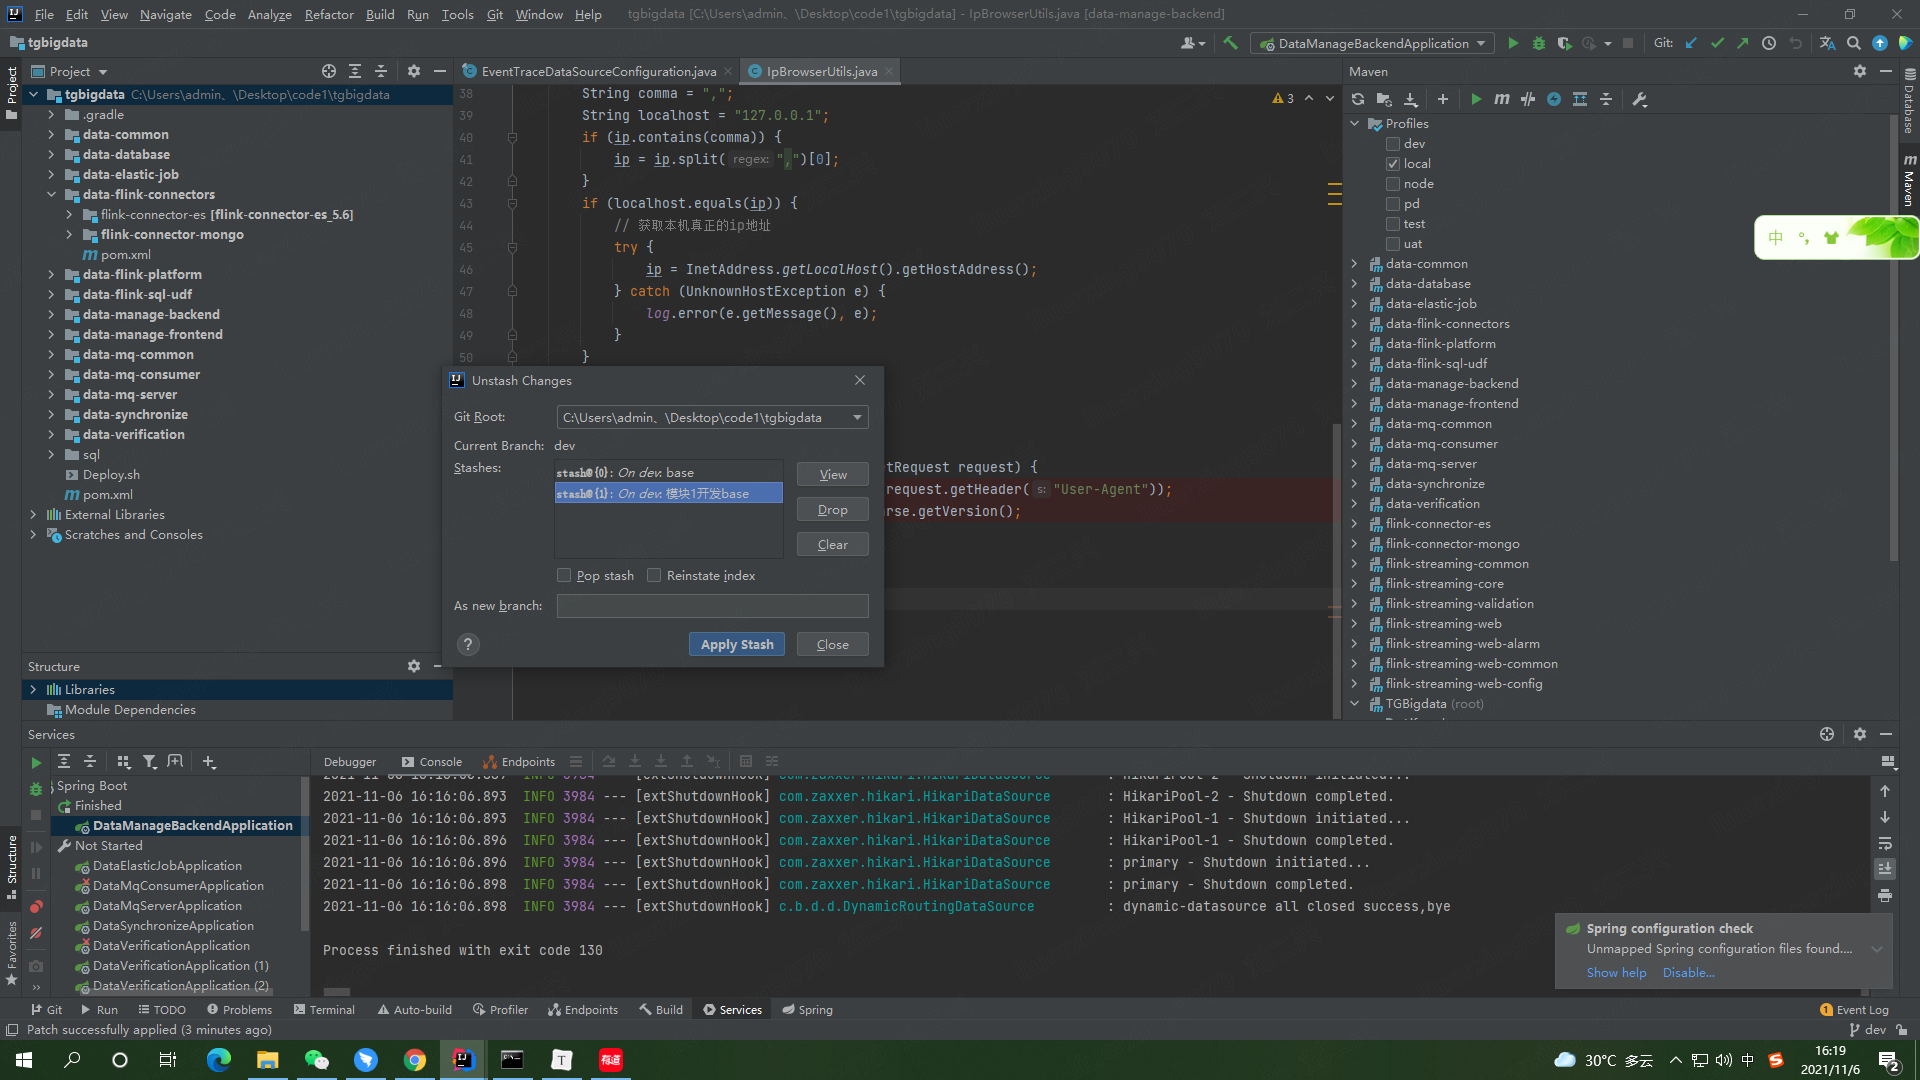 File Edit View Navigate Code Analyze Refactor Build Run Tools Git Window Help tgbigdata [C:\Users\admin、\Desktop\code1\tgbigdata] - IpBrowserUtils.java [data-manage-backend]
tgbigdata
DataManageBackendApplication
Git:
Project
EventTraceDataSourceConfiguration.java
IpBrowserUtils.java
Maven
tgbigdata C:\Users\admin、\Desktop\code1\tgbigdata
.gradle
data-common
data-database
data-elastic-job
data-flink-connectors
flink-connector-es [flink-connector-es_5.6]
flink-connector-mongo
pom.xml
data-flink-platform
data-flink-sql-udf
data-manage-backend
data-manage-frontend
data-mq-common
data-mq-consumer
data-mq-server
data-synchronize
data-verification
sql
Deploy.sh
pom.xml
External Libraries
Scratches and Consoles
3
38 String comma = ",";
39 String localhost = "127.0.0.1";
40 if (ip.contains(comma)) {
41 ip = ip.split( regex: ",")[0];
42 }
43 if (localhost.equals(ip)) {
44 // 获取本机真正的ip地址
45 try {
46 ip = InetAddress.getLocalHost().getHostAddress();
47 } catch (UnknownHostException e) {
48 log.error(e.getMessage(), e);
49 }
50 }
tRequest request) {
request.getHeader( s: "User-Agent"));
rse.getVersion();
Unstash Changes
Git Root: C:\Users\admin、\Desktop\code1\tgbigdata
Current Branch: dev
Stashes:
stash@{0}: On dev: base
stash@{1}: On dev: 模块1开发base
View
Drop
Clear
Pop stash
Reinstate index
As new branch:
?
Apply Stash
Close
Profiles
dev
local
node
pd
test
uat
data-common
data-database
data-elastic-job
data-flink-connectors
data-flink-platform
data-flink-sql-udf
data-manage-backend
data-manage-frontend
data-mq-common
data-mq-consumer
data-mq-server
data-synchronize
data-verification
flink-connector-es
flink-connector-mongo
flink-streaming-common
flink-streaming-core
flink-streaming-validation
flink-streaming-web
flink-streaming-web-alarm
flink-streaming-web-common
flink-streaming-web-config
TGBigdata (root)
中 °,
Project
Database
Maven
Structure
Favorites
Structure
Libraries
Module Dependencies
Services
Debugger Console Endpoints
Spring Boot
Finished
DataManageBackendApplication
Not Started
DataElasticJobApplication
DataMqConsumerApplication
DataMqServerApplication
DataSynchronizeApplication
DataVerificationApplication
DataVerificationApplication (1)
DataVerificationApplication (2)
2021-11-06 16:16:06.893 INFO 3984 --- [extShutdownHook] com.zaxxer.hikari.HikariDataSource : HikariPool-2 - Shutdown completed.
2021-11-06 16:16:06.893 INFO 3984 --- [extShutdownHook] com.zaxxer.hikari.HikariDataSource : HikariPool-1 - Shutdown initiated...
2021-11-06 16:16:06.896 INFO 3984 --- [extShutdownHook] com.zaxxer.hikari.HikariDataSource : HikariPool-1 - Shutdown completed.
2021-11-06 16:16:06.896 INFO 3984 --- [extShutdownHook] com.zaxxer.hikari.HikariDataSource : primary - Shutdown initiated...
2021-11-06 16:16:06.898 INFO 3984 --- [extShutdownHook] com.zaxxer.hikari.HikariDataSource : primary - Shutdown completed.
2021-11-06 16:16:06.898 INFO 3984 --- [extShutdownHook] c.b.d.d.DynamicRoutingDataSource : dynamic-datasource all closed success,bye
Process finished with exit code 130
Spring configuration check
Unmapped Spring configuration files found....
Show help Disable...
Git Run TODO Problems Terminal Auto-build Profiler Endpoints Build Services Spring
1 Event Log
Patch successfully applied (3 minutes ago)
dev
T
有道
30°C 多云
中
16:19
2021/11/6
2